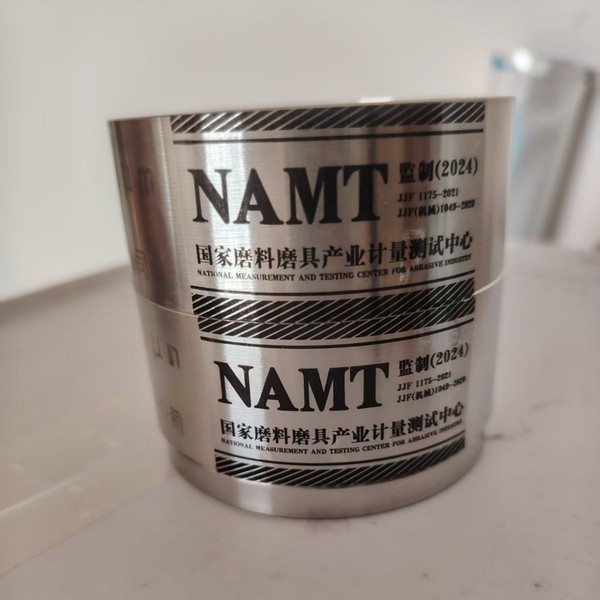 NAMT
监制(2024)
JJF 1175-2021
JJF(机械)1049-2020
国家磨料磨具产业计量测试中心
NATIONAL MEASUREMENT AND TESTING CENTER FOR ABRASIVE INDUSTRY
NAMT
监制(2024)
JJF 1175-2021
JJF(机械)1049-2020
国家磨料磨具产业计量测试中心
NATIONAL MEASUREMENT AND TESTING CENTER FOR ABRASIVE INDUSTRY